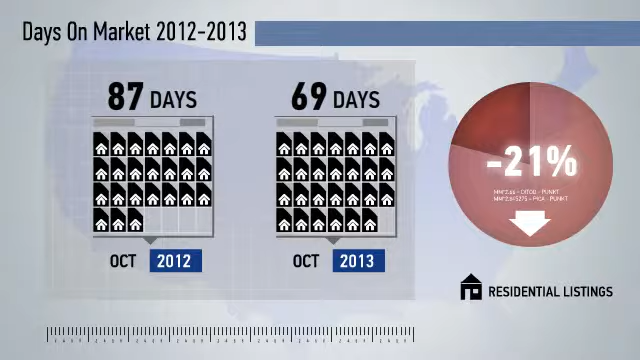 Days On Market 2012-2013
87 DAYS
69 DAYS
-21%
OCT 2012
OCT 2013
RESIDENTIAL LISTINGS